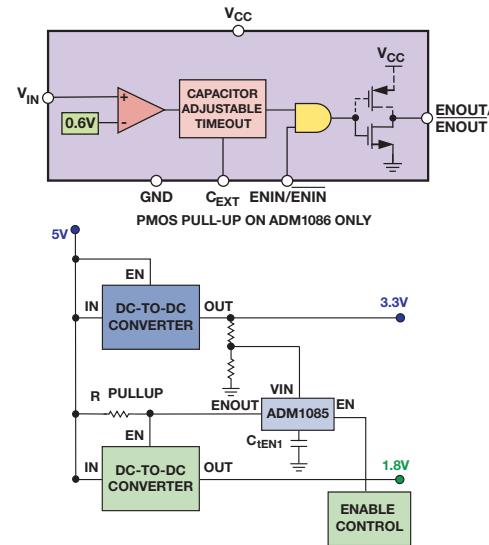 VCC
VCC
VIN
+
-
0.6V
CAPACITOR
ADJUSTABLE
TIMEOUT
ENOUT/
ENOUT
GND
CEXT
ENIN/ENIN
PMOS PULL-UP ON ADM1086 ONLY
5V
EN
IN
DC-TO-DC
CONVERTER
OUT
3.3V
R PULLUP
ENOUT
VIN
ADM1085
EN
CtEN1
EN
IN
DC-TO-DC
CONVERTER
OUT
1.8V
ENABLE
CONTROL